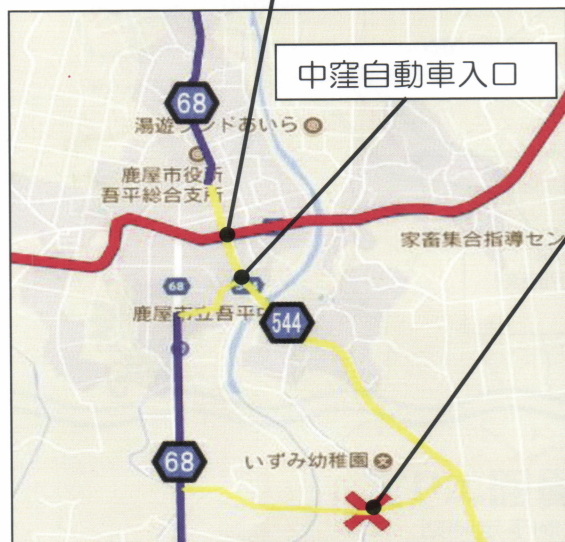 中窪自動車入口
68
湯遊ランドあいら
鹿屋市役所
吾平総合支所
家畜集合指導セン
68
544
鹿屋市立吾平中
544
68
いずみ幼稚園
文